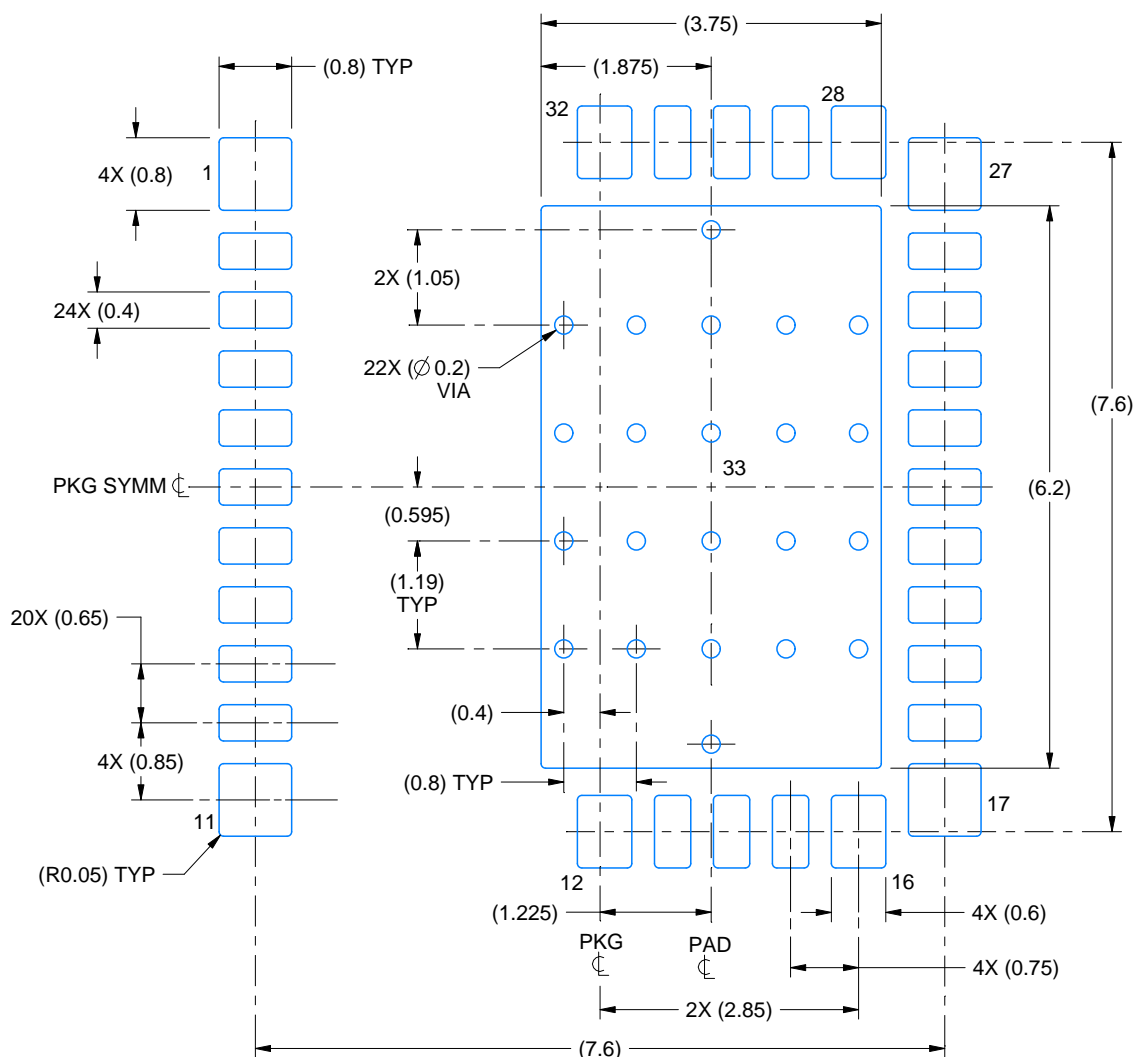 (3.75)
(0.8) TYP
(1.875)
32
28
4X (0.8)
1
27
2X (1.05)
24X (0.4)
22X (∅ 0.2)
VIA
(7.6)
33
PKG SYMM ℄
(6.2)
(0.595)
(1.19)
TYP
20X (0.65)
(0.4)
4X (0.85)
(0.8) TYP
11
17
(R0.05) TYP
12
16
(1.225)
4X (0.6)
PKG
℄
PAD
℄
4X (0.75)
2X (2.85)
(7.6)